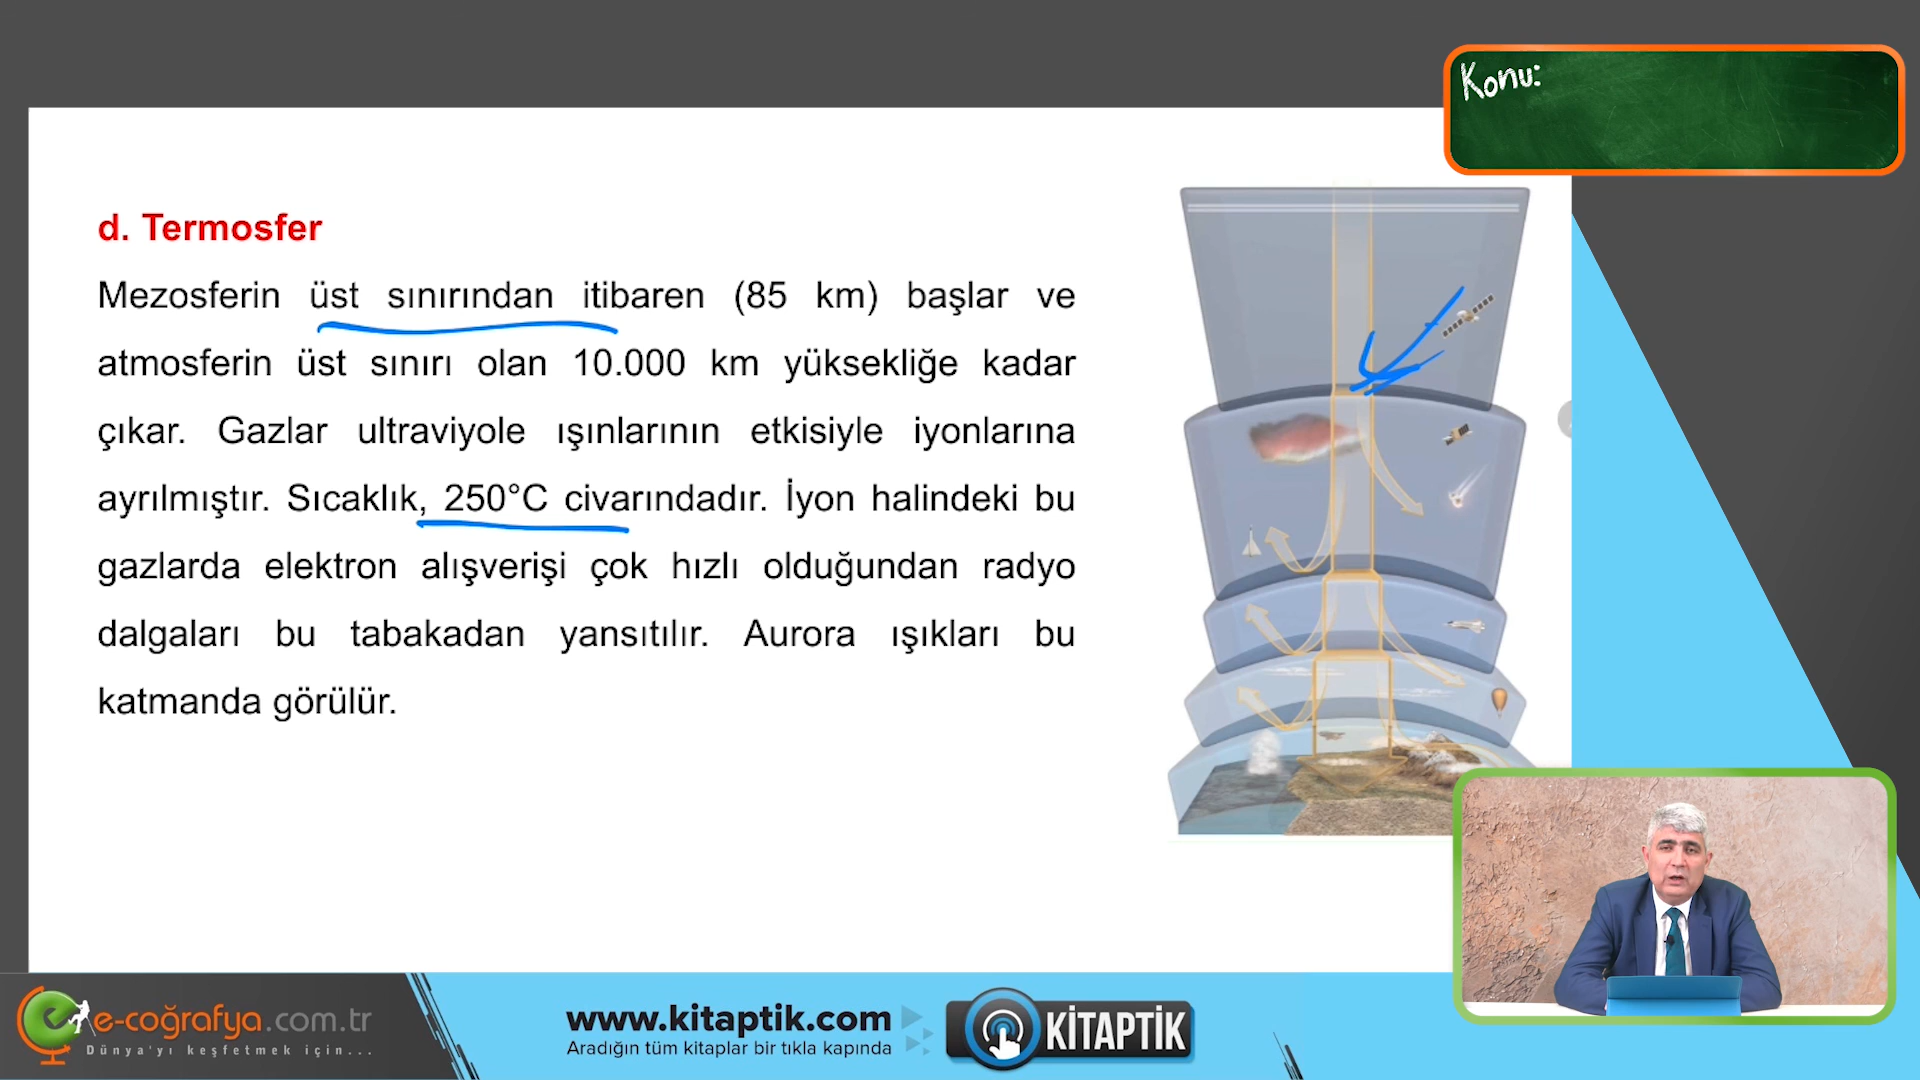 Konu:
d. Termosfer
Mezosferin üst sınırından itibaren (85 km) başlar ve
atmosferin üst sınırı olan 10.000 km yüksekliğe kadar
çıkar. Gazlar ultraviyole ışınlarının etkisiyle iyonlarına
ayrılmıştır. Sıcaklık, 250°C civarındadır. İyon halindeki bu
gazlarda elektron alışverişi çok hızlı olduğundan radyo
dalgaları bu tabakadan yansıtılır. Aurora ışıkları bu
katmanda görülür.
e-coğrafya.com.tr
Dünya'yı keşfetmek için...
www.kitaptik.com
Aradığın tüm kitaplar bir tıkla kapında
KİTAPTIK